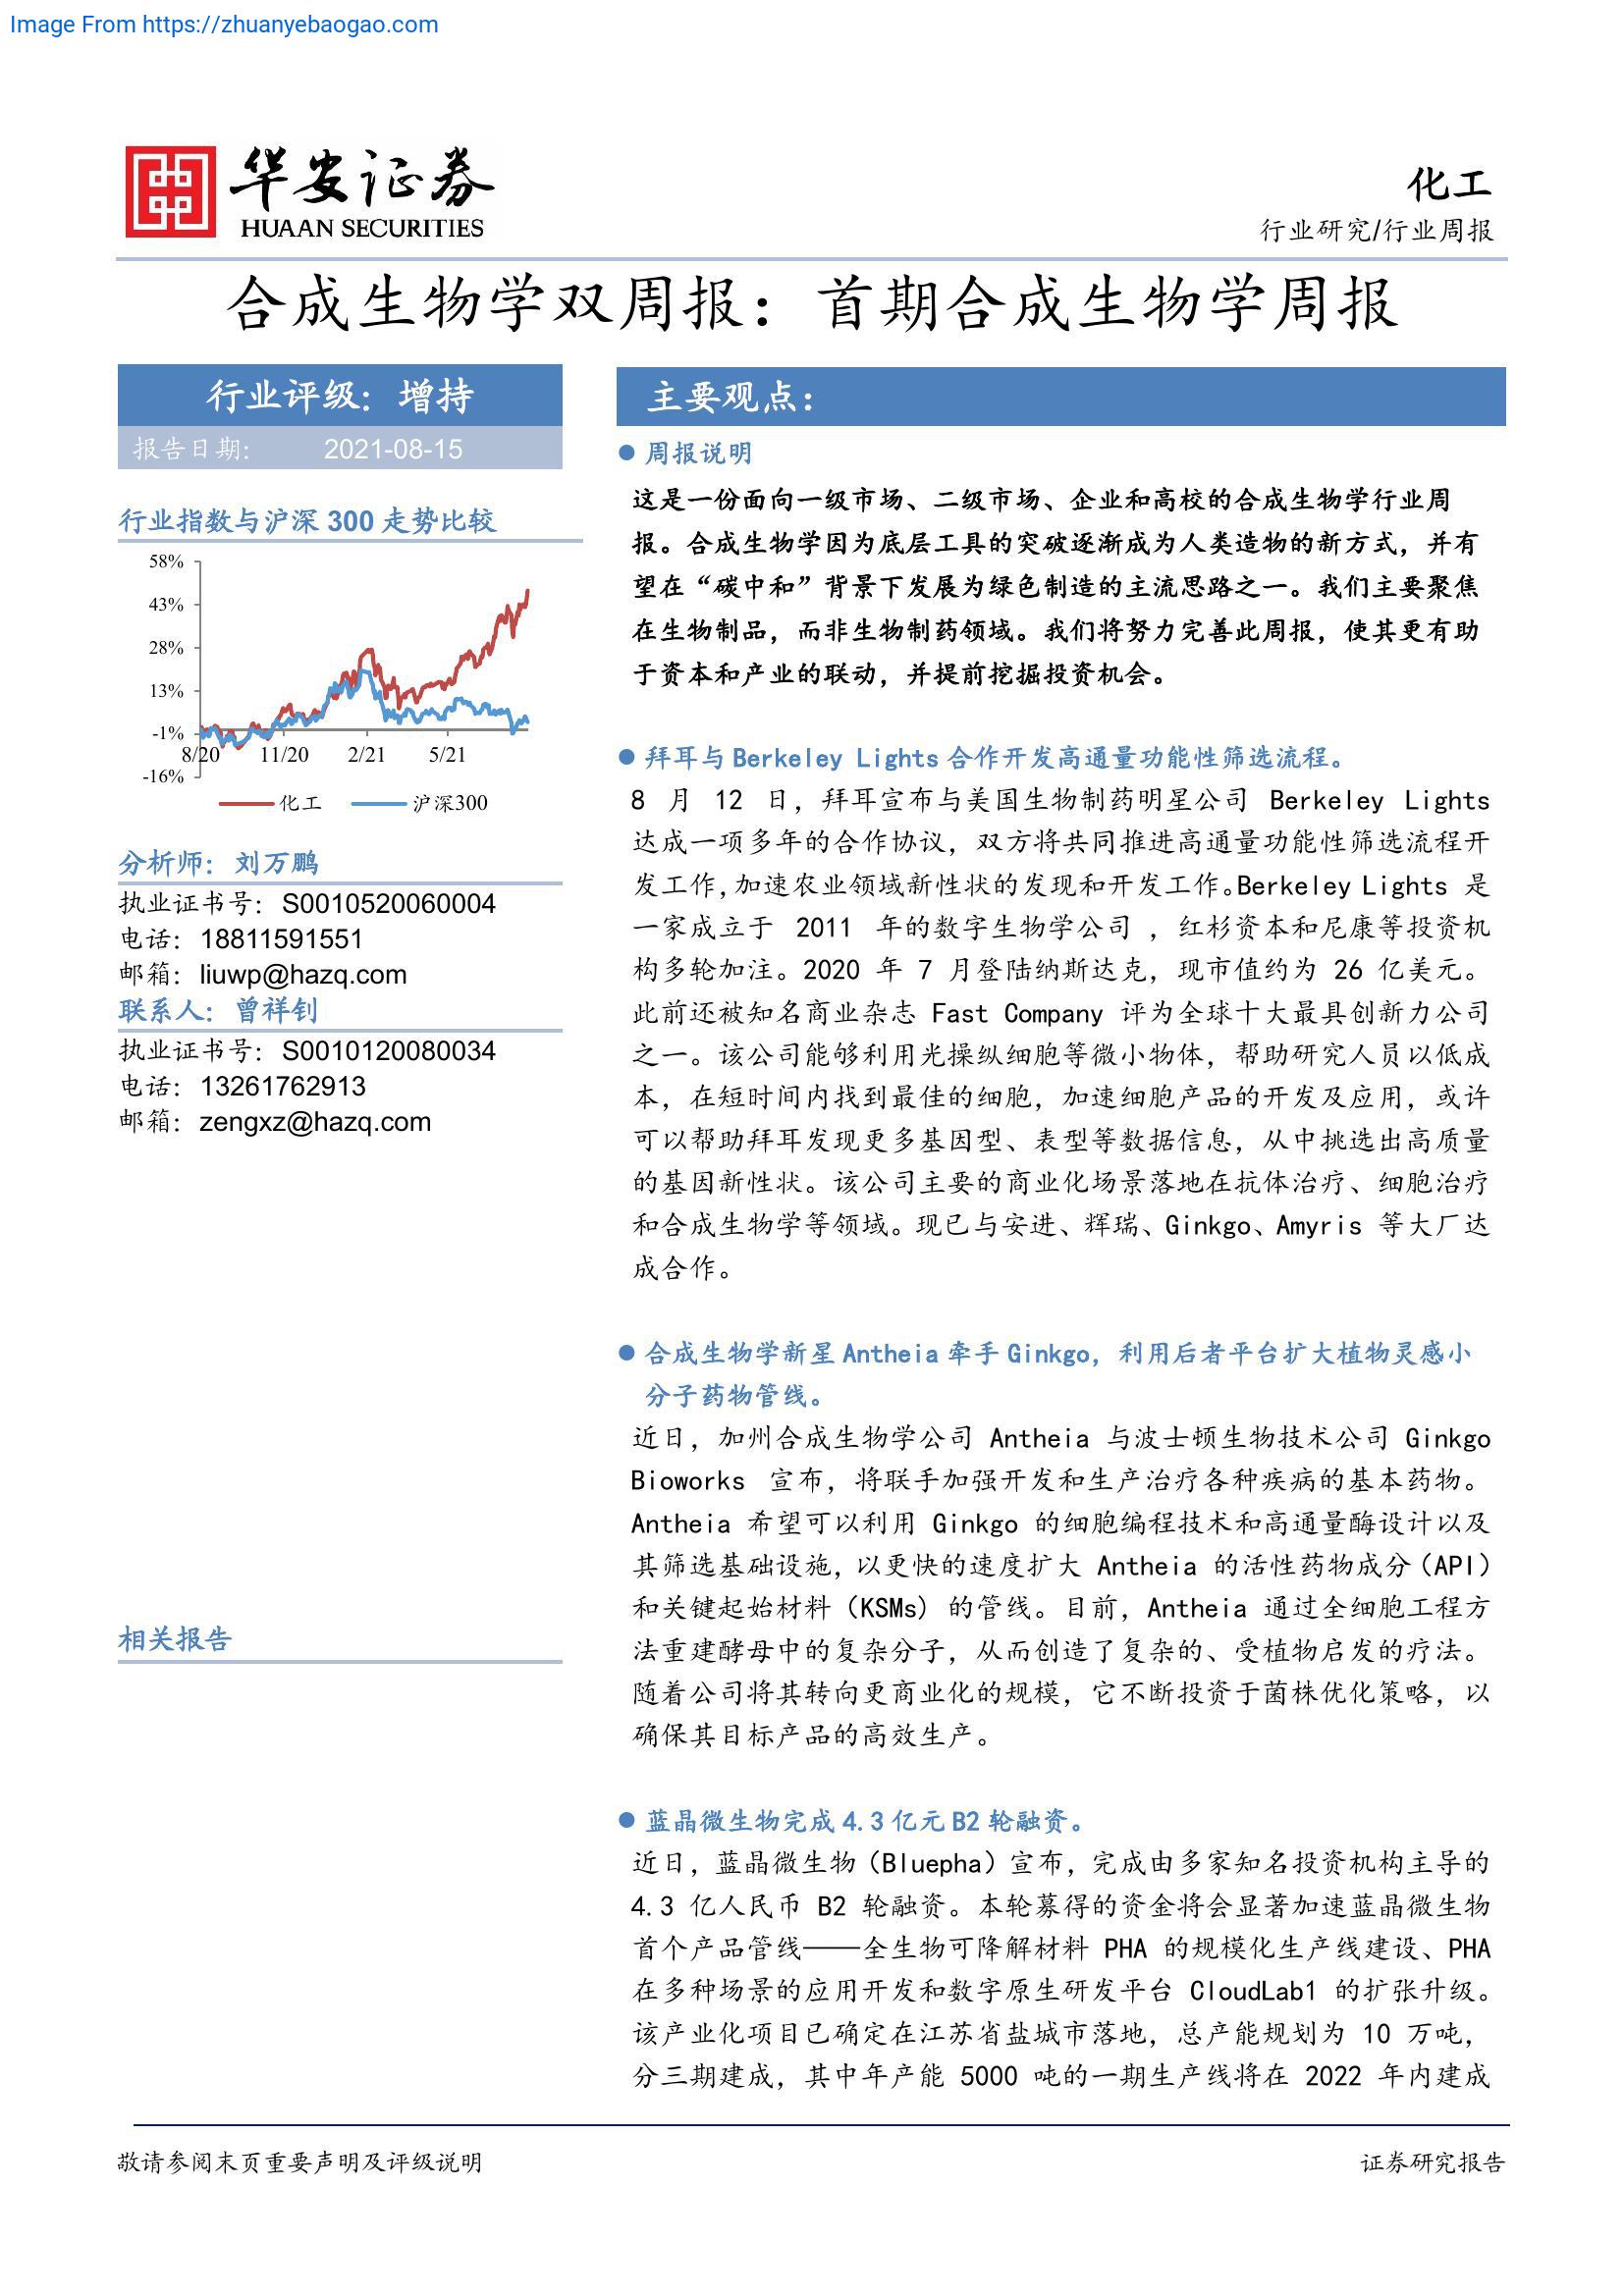 Image From https://zhuanyebaogao.com
华安证券
HUAAN SECURITIES
化工
行业研究/行业周报
合成生物学双周报：首期合成生物学周报
行业评级：增持
报告日期： 2021-08-15
行业指数与沪深 300 走势比较
58%
43%
28%
13%
-1%
-16%
8/20 11/20 2/21 5/21
化工 沪深300
分析师：刘万鹏
执业证书号：S0010520060004
电话：18811591551
邮箱：liuwp@hazq.com
联系人：曾祥钊
执业证书号：S0010120080034
电话：13261762913
邮箱：zengxz@hazq.com
相关报告
主要观点：
● 周报说明
这是一份面向一级市场、二级市场、企业和高校的合成生物学行业周
报。合成生物学因为底层工具的突破逐渐成为人类造物的新方式，并有
望在“碳中和”背景下发展为绿色制造的主流思路之一。我们主要聚焦
在生物制品，而非生物制药领域。我们将努力完善此周报，使其更有助
于资本和产业的联动，并提前挖掘投资机会。
● 拜耳与 Berkeley Lights 合作开发高通量功能性筛选流程。
8 月 12 日，拜耳宣布与美国生物制药明星公司 Berkeley Lights
达成一项多年的合作协议，双方将共同推进高通量功能性筛选流程开
发工作，加速农业领域新性状的发现和开发工作。Berkeley Lights 是
一家成立于 2011 年的数字生物学公司 ，红杉资本和尼康等投资机
构多轮加注。2020 年 7 月登陆纳斯达克，现市值约为 26 亿美元。
此前还被知名商业杂志 Fast Company 评为全球十大最具创新力公司
之一。该公司能够利用光操纵细胞等微小物体，帮助研究人员以低成
本，在短时间内找到最佳的细胞，加速细胞产品的开发及应用，或许
可以帮助拜耳发现更多基因型、表型等数据信息，从中挑选出高质量
的基因新性状。该公司主要的商业化场景落地在抗体治疗、细胞治疗
和合成生物学等领域。现已与安进、辉瑞、Ginkgo、Amyris 等大厂达
成合作。
● 合成生物学新星 Antheia 牵手 Ginkgo，利用后者平台扩大植物灵感小
分子药物管线。
近日，加州合成生物学公司 Antheia 与波士顿生物技术公司 Ginkgo
Bioworks 宣布，将联手加强开发和生产治疗各种疾病的基本药物。
Antheia 希望可以利用 Ginkgo 的细胞编程技术和高通量酶设计以及
其筛选基础设施，以更快的速度扩大 Antheia 的活性药物成分（API）
和关键起始材料（KSMs）的管线。目前，Antheia 通过全细胞工程方
法重建酵母中的复杂分子，从而创造了复杂的、受植物启发的疗法。
随着公司将其转向更商业化的规模，它不断投资于菌株优化策略，以
确保其目标产品的高效生产。
● 蓝晶微生物完成 4.3 亿元 B2 轮融资。
近日，蓝晶微生物（Bluepha）宣布，完成由多家知名投资机构主导的
4.3 亿人民币 B2 轮融资。本轮募得的资金将会显著加速蓝晶微生物
首个产品管线——全生物可降解材料 PHA 的规模化生产线建设、PHA
在多种场景的应用开发和数字原生研发平台 CloudLab1 的扩张升级。
该产业化项目已确定在江苏省盐城市落地，总产能规划为 10 万吨，
分三期建成，其中年产能 5000 吨的一期生产线将在 2022 年内建成
敬请参阅末页重要声明及评级说明
证券研究报告